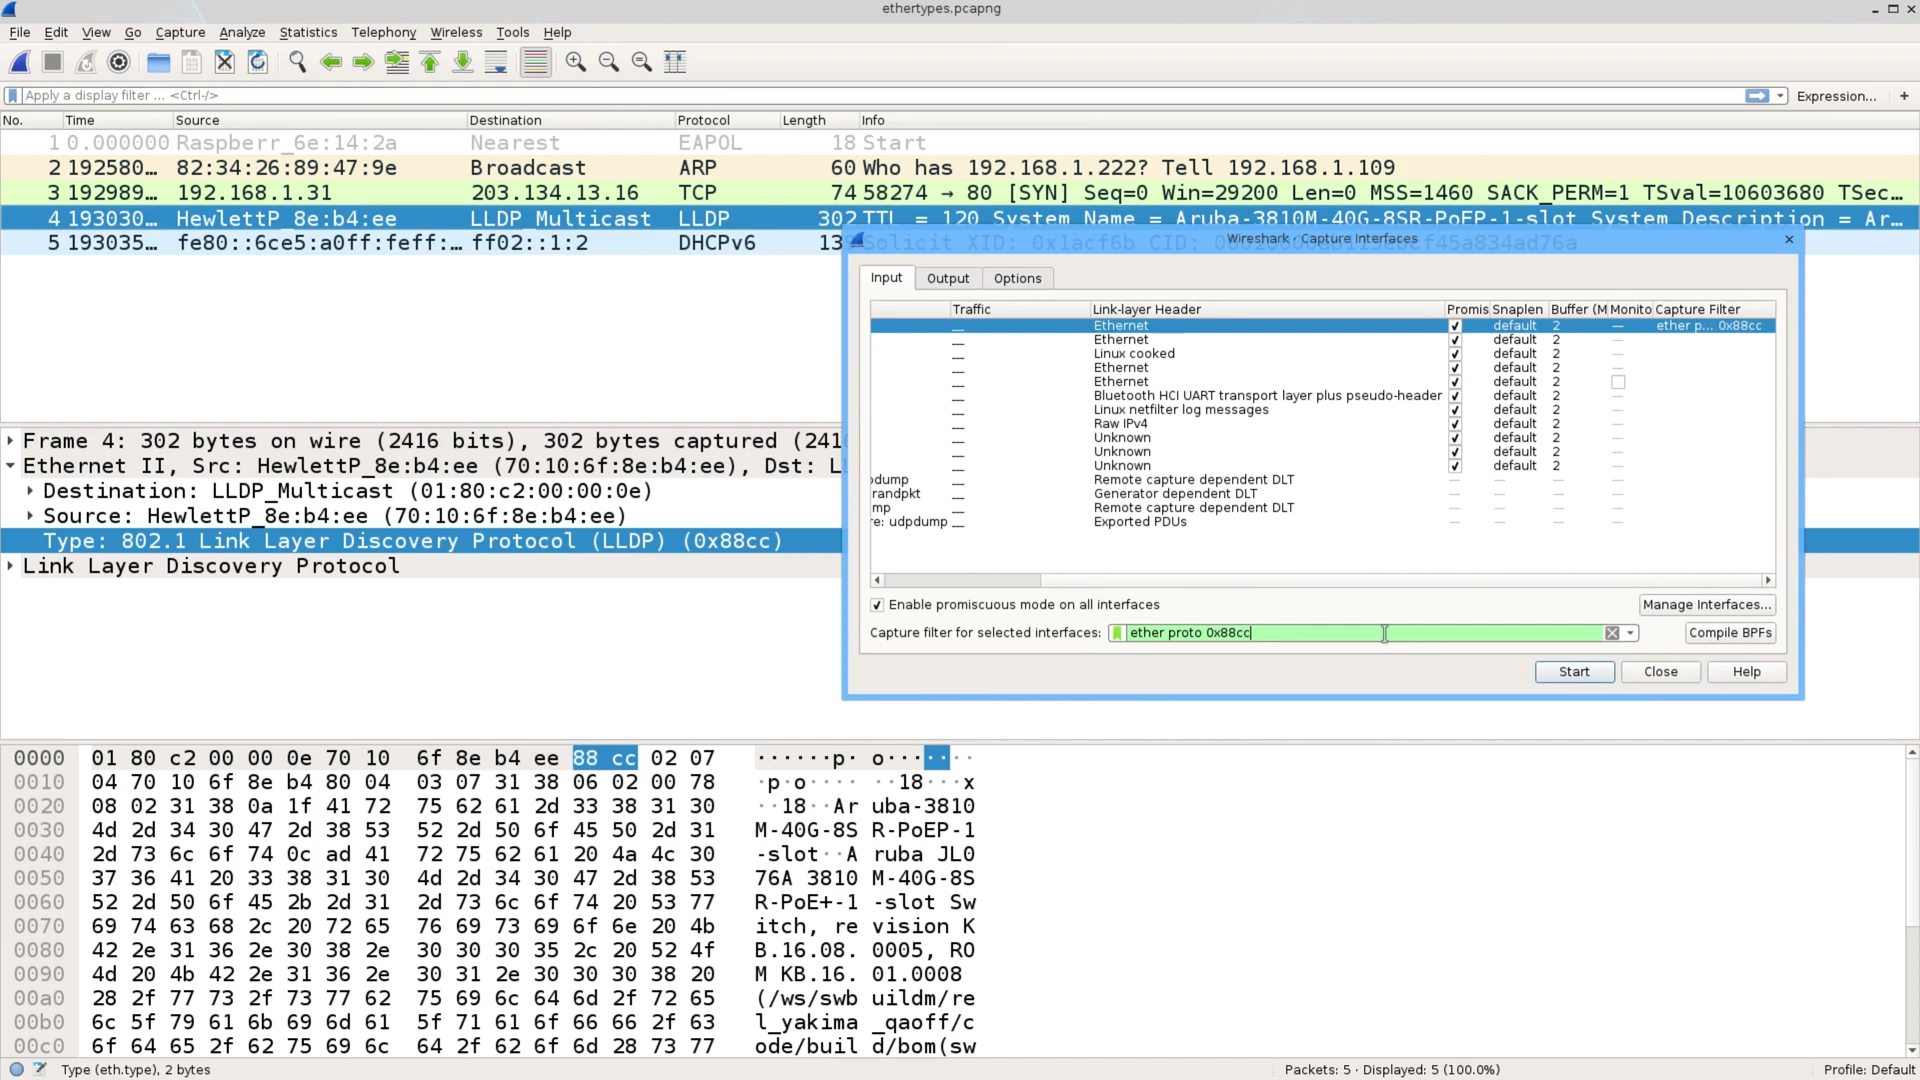 ethertypes.pcapng
File Edit View Go Capture Analyze Statistics Telephony Wireless Tools Help
Apply a display filter ... <Ctrl-/>
Expression... +
No. Time Source Destination Protocol Length Info
1 0.000000 Raspberr_6e:14:2a Nearest EAPOL 18 Start
2 192580… 82:34:26:89:47:9e Broadcast ARP 60 Who has 192.168.1.222? Tell 192.168.1.109
3 192989… 192.168.1.31 203.134.13.16 TCP 74 58274 → 80 [SYN] Seq=0 Win=29200 Len=0 MSS=1460 SACK_PERM=1 TSval=10603680 TSec…
4 193030… HewlettP_8e:b4:ee LLDP_Multicast LLDP 302 TTL = 120 System Name = Aruba-3810M-40G-8SR-PoEP-1-slot System Description = Ar…
5 193035… fe80::6ce5:a0ff:feff:… ff02::1:2 DHCPv6 Solicit XID: 0x1acf6b CID:
Wireshark · Capture Interfaces
Input Output Options
Traffic Link-layer Header Promis Snaplen Buffer (M Monito Capture Filter
Ethernet default 2 — ether p... 0x88cc
Ethernet default 2 —
Linux cooked default 2 —
Ethernet default 2 —
Ethernet default 2
Bluetooth HCI UART transport layer plus pseudo-header default 2 —
Linux netfilter log messages default 2 —
Raw IPv4 default 2 —
Unknown default 2 —
Unknown default 2 —
Unknown default 2 —
dump Remote capture dependent DLT — — — —
randpkt Generator dependent DLT — — — —
mp Remote capture dependent DLT — — — —
re: udpdump Exported PDUs — — — —
Enable promiscuous mode on all interfaces
Manage Interfaces...
Capture filter for selected interfaces: ether proto 0x88cc
Compile BPFs
Start Close Help
Frame 4: 302 bytes on wire (2416 bits), 302 bytes captured (241
Ethernet II, Src: HewlettP_8e:b4:ee (70:10:6f:8e:b4:ee), Dst: L
Destination: LLDP_Multicast (01:80:c2:00:00:0e)
Source: HewlettP_8e:b4:ee (70:10:6f:8e:b4:ee)
Type: 802.1 Link Layer Discovery Protocol (LLDP) (0x88cc)
Link Layer Discovery Protocol
0000 01 80 c2 00 00 0e 70 10 6f 8e b4 ee 88 cc 02 07 ······p· o·······
0010 04 70 10 6f 8e b4 80 04 03 07 31 38 06 02 00 78 ·p·o···· ··18···x
0020 08 02 31 38 0a 1f 41 72 75 62 61 2d 33 38 31 30 ··18··Ar uba-3810
0030 4d 2d 34 30 47 2d 38 53 52 2d 50 6f 45 50 2d 31 M-40G-8S R-PoEP-1
0040 2d 73 6c 6f 74 0c ad 41 72 75 62 61 20 4a 4c 30 -slot··A ruba JL0
0050 37 36 41 20 33 38 31 30 4d 2d 34 30 47 2d 38 53 76A 3810 M-40G-8S
0060 52 2d 50 6f 45 2b 2d 31 2d 73 6c 6f 74 20 53 77 R-PoE+-1 -slot Sw
0070 69 74 63 68 2c 20 72 65 76 69 73 69 6f 6e 20 4b itch, re vision K
0080 42 2e 31 36 2e 30 38 2e 30 30 30 35 2c 20 52 4f B.16.08. 0005, RO
0090 4d 20 4b 42 2e 31 36 2e 30 31 2e 30 30 30 38 20 M KB.16. 01.0008
00a0 28 2f 77 73 2f 73 77 62 75 69 6c 64 6d 2f 72 65 (/ws/swb uildm/re
00b0 6c 5f 79 61 6b 69 6d 61 5f 71 61 6f 66 66 2f 63 l_yakima _qaoff/c
00c0 6f 64 65 2f 62 75 69 6c 64 2f 62 6f 6d 28 73 77 ode/buil d/bom(sw
Type (eth.type), 2 bytes
Packets: 5 · Displayed: 5 (100.0%)
Profile: Default